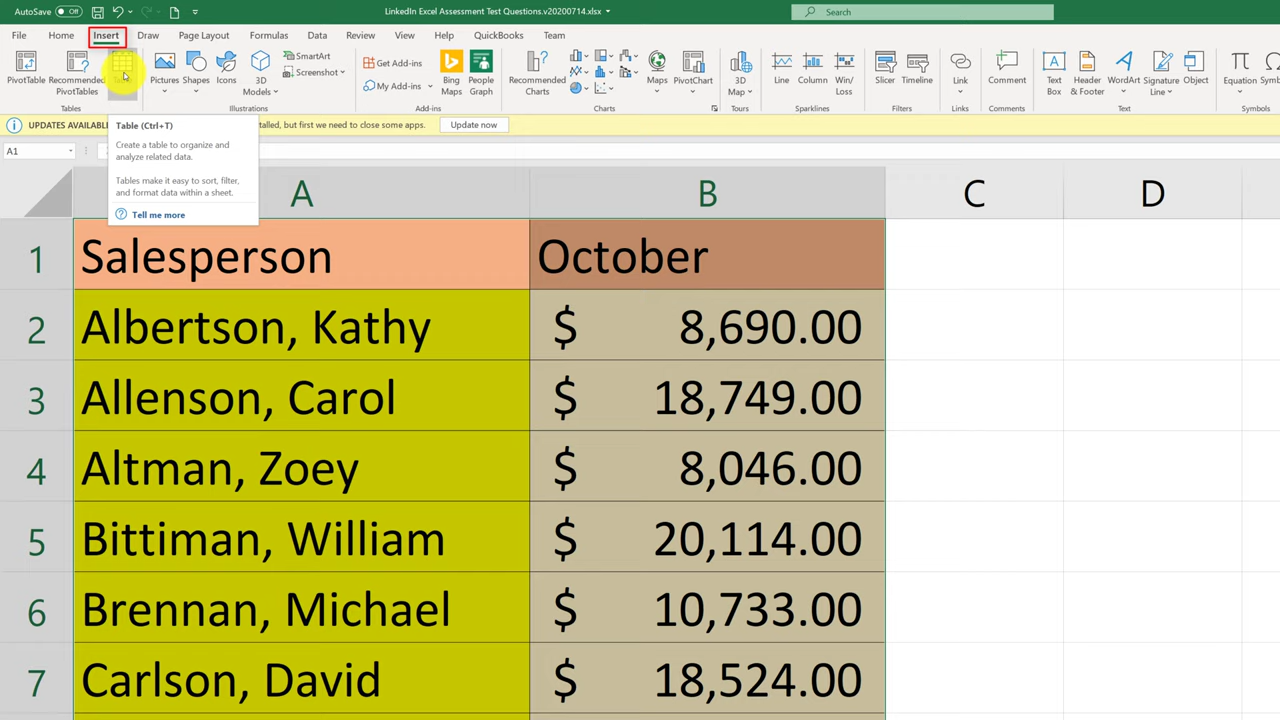 AutoSave Off LinkedIn Excel Assessment Test Questions.v20200714.xlsx Search
File Home Insert Draw Page Layout Formulas Data Review View Help QuickBooks Team
PivotTable Recommended PivotTables Pictures Shapes Icons 3D Models SmartArt Screenshot Get Add-ins My Add-ins Bing Maps People Graph Recommended Charts Maps PivotChart 3D Map Line Column Win/Loss Slicer Timeline Link Comment Text Box Header & Footer WordArt Signature Line Object Equation
Tables Illustrations Add-ins Charts Tours Sparklines Filters Links Comments Text Symbols
UPDATES AVAILABLE talled, but first we need to close some apps. Update now
A1
Table (Ctrl+T)
Create a table to organize and
analyze related data.
Tables make it easy to sort, filter,
and format data within a sheet.
Tell me more
A B C D
1 Salesperson October
2 Albertson, Kathy $ 8,690.00
3 Allenson, Carol $ 18,749.00
4 Altman, Zoey $ 8,046.00
5 Bittiman, William $ 20,114.00
6 Brennan, Michael $ 10,733.00
7 Carlson, David $ 18,524.00